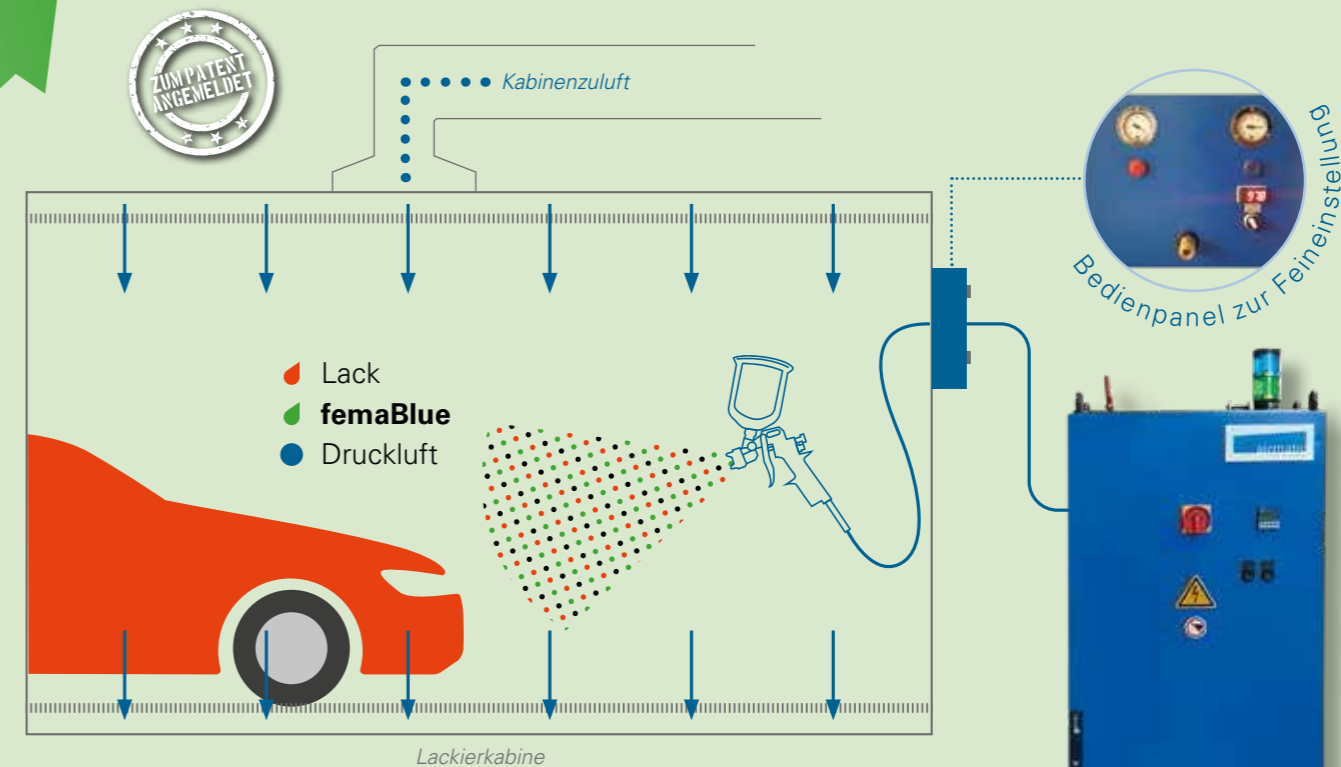 ZUM PATENT
ANGEMELDET
Kabinenzuluft
Bedienpanel zur Feineinstellung
Lack
femaBlue
Druckluft
Lackierkabine